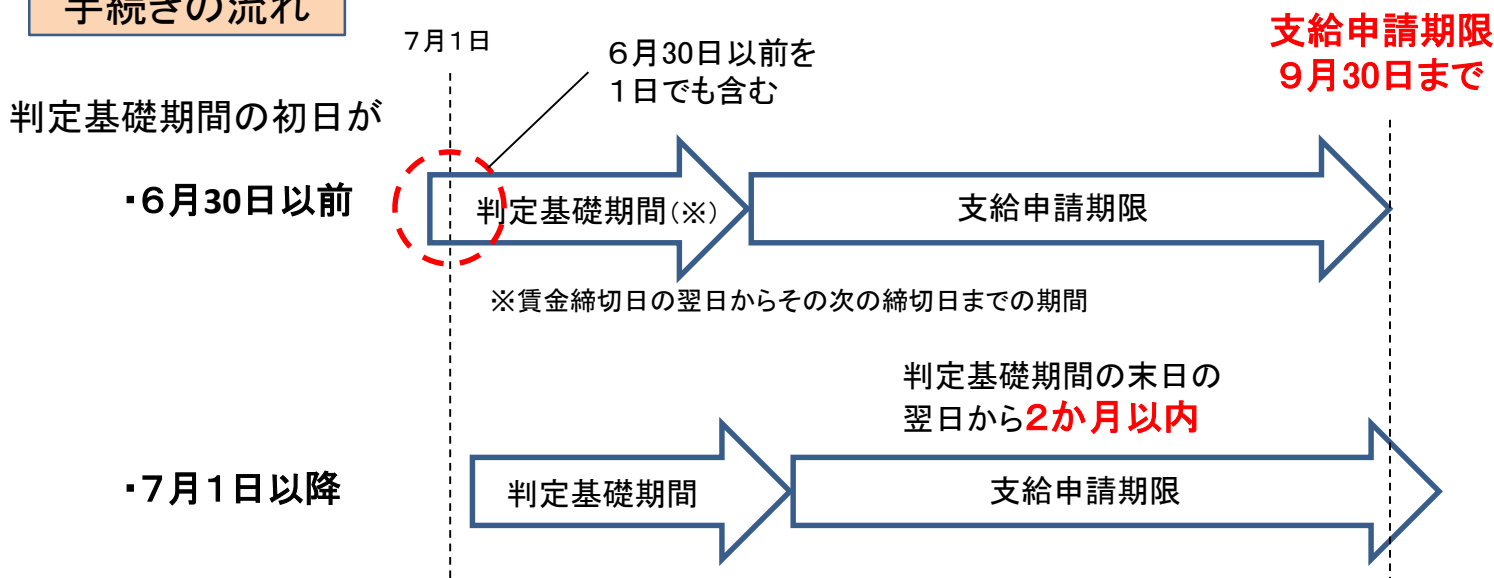 手続きの流れ
７月１日
６月30日以前を
１日でも含む
支給申請期限
９月30日まで
判定基礎期間の初日が
・６月30日以前
判定基礎期間(※)
支給申請期限
※賃金締切日の翌日からその次の締切日までの期間
判定基礎期間の末日の
翌日から２か月以内
・７月１日以降
判定基礎期間
支給申請期限